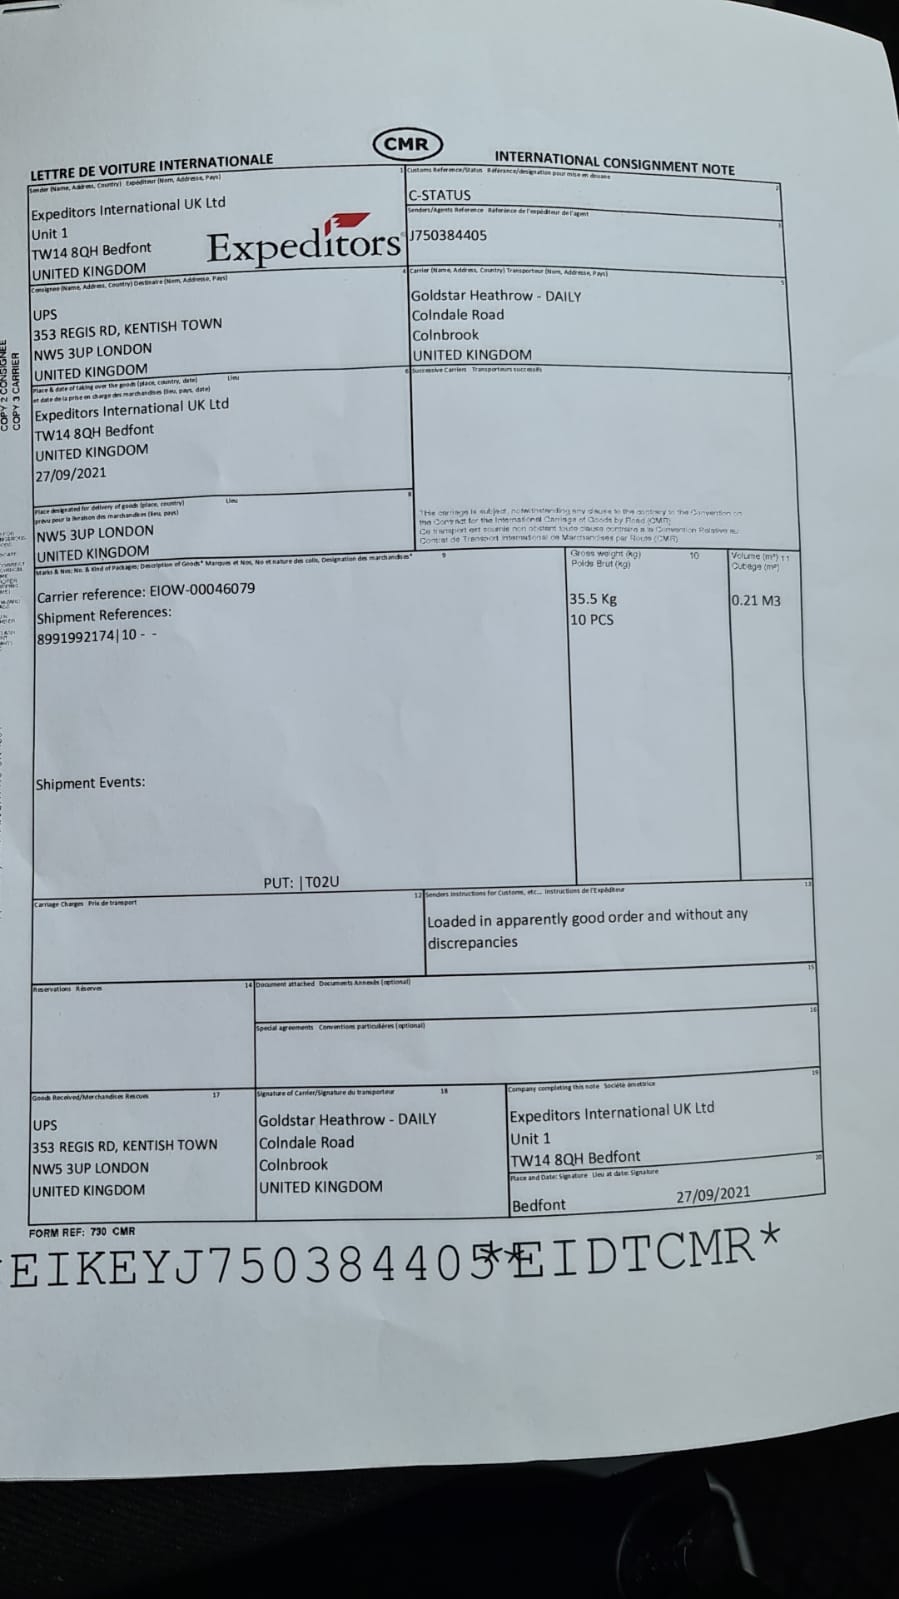 CMR
LETTRE DE VOITURE INTERNATIONALE
INTERNATIONAL CONSIGNMENT NOTE
Sender (Name, Address, Country) Expéditeur (Nom, Address, Pays)
1
Expeditors International UK Ltd
Unit 1
TW14 8QH Bedfont
UNITED KINGDOM
Expeditors
Customs Reference/Status Référence/désignation pour mise en douane
2
C-STATUS
Senders/Agents Reference Référence de l'expéditeur de l'agent
3
J750384405
Consignee (Name, Address, Country) Destinaire (Nom, Addresse, Pays)
4
UPS
353 REGIS RD, KENTISH TOWN
NW5 3UP LONDON
UNITED KINGDOM
Carrier (Name, Address, Country) Transporteur (Nom, Address, Pays)
5
Goldstar Heathrow - DAILY
Colndale Road
Colnbrook
UNITED KINGDOM
COPY 2 CONSIGNEE
COPY 3 CARRIER
Place & date of taking over the goods (place, country, date) Lieu
et date de la prise en charge des marchandises (lieu, pays, date)
6
Expeditors International UK Ltd
TW14 8QH Bedfont
UNITED KINGDOM
27/09/2021
Successive Carriers Transporteurs successifs
7
Place designated for delivery of goods (place, country) Lieu
prévu pour la livraison des marchandises (lieu, pays)
8
NW5 3UP LONDON
UNITED KINGDOM
This carriage is subject, notwithstanding any clause to the contrary to the Convention on
the Contract for the International Carriage of Goods by Road (CMR)
Ce transport est soumis non obstant toute clause contraire a la Convention Relative au
Contrat de Transport International de Marchandises par Route (CMR)
Marks & Nos; No. & Kind of Packages; Description of Goods* Marques et Nos, No et nature des colis, Designation des marchandises*
9
Gross weight (kg) 10
Poids Brut (kg)
Volume (m³) 11
Cubage (m³)
Carrier reference: EIOW-00046079
Shipment References:
8991992174|10 - -
35.5 Kg
10 PCS
0.21 M3
Shipment Events:
PUT: |T02U
Carriage Charges Prix de transport
12
Senders Instructions for Customs, etc... Instructions de l'Expéditeur
13
Loaded in apparently good order and without any
discrepancies
Reservations Réserves
14
Document attached Documents Annexés (optional)
15
Special agreements Conventions particulières (optional)
16
Goods Received/Merchandises Rescues 17
UPS
353 REGIS RD, KENTISH TOWN
NW5 3UP LONDON
UNITED KINGDOM
Signature of Carrier/Signature du transporteur 18
Goldstar Heathrow - DAILY
Colndale Road
Colnbrook
UNITED KINGDOM
Company completing this note Société émetrice
19
Expeditors International UK Ltd
Unit 1
TW14 8QH Bedfont
Place and Date: Signature Lieu at date: Signature
20
Bedfont 27/09/2021
FORM REF: 730 CMR
*EIKEYJ750384405**EIDTCMR*